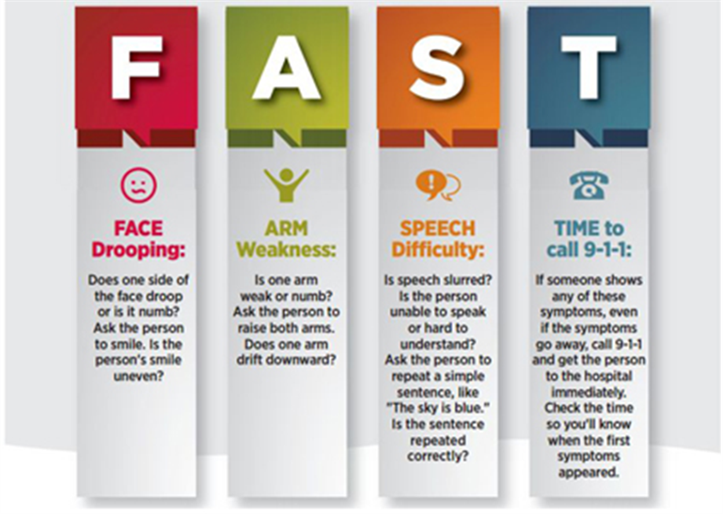 F
FACE
Drooping:
Does one side of
the face droop
or is it numb?
Ask the person
to smile. Is the
person's smile
uneven?
A
ARM
Weakness:
Is one arm
weak or numb?
Ask the person to
raise both arms.
Does one arm
drift downward?
S
SPEECH
Difficulty:
Is speech slurred?
Is the person
unable to speak
or hard to
understand?
Ask the person to
repeat a simple
sentence, like
"The sky is blue."
Is the sentence
repeated
correctly?
T
TIME to
call 9-1-1:
If someone shows
any of these
symptoms, even
if the symptoms
go away, call 9-1-1
and get the person
to the hospital
immediately.
Check the time
so you'll know
when the first
symptoms
appeared.